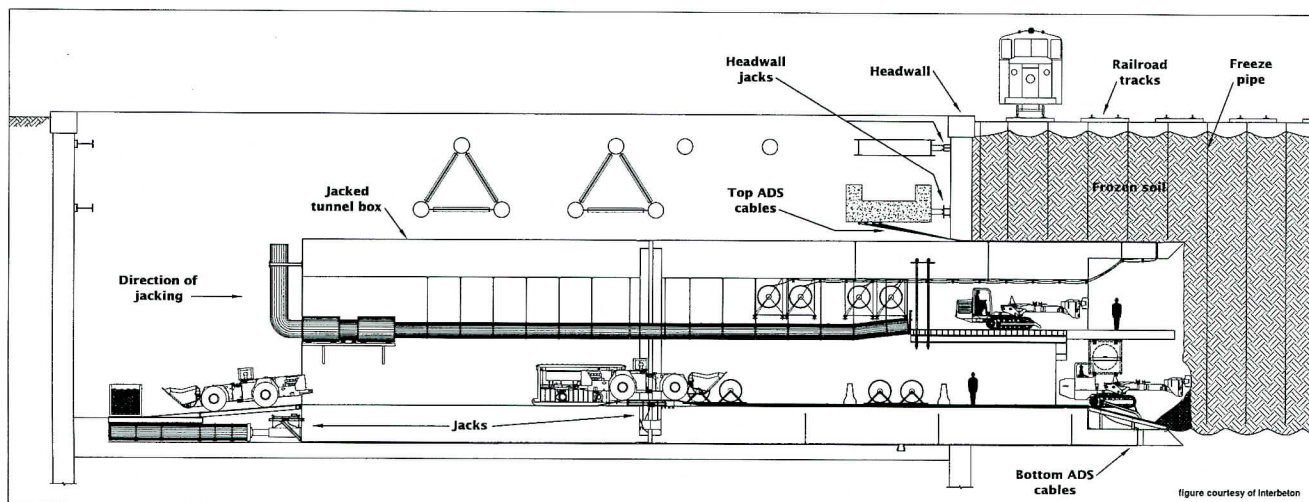 Headwall
jacks
Headwall
Railroad
tracks
Freeze
pipe
Jacked
tunnel box
Top ADS
cables
Frozen soil
Direction of
jacking
Jacks
Bottom ADS
cables
figure courtesy of Interbeton